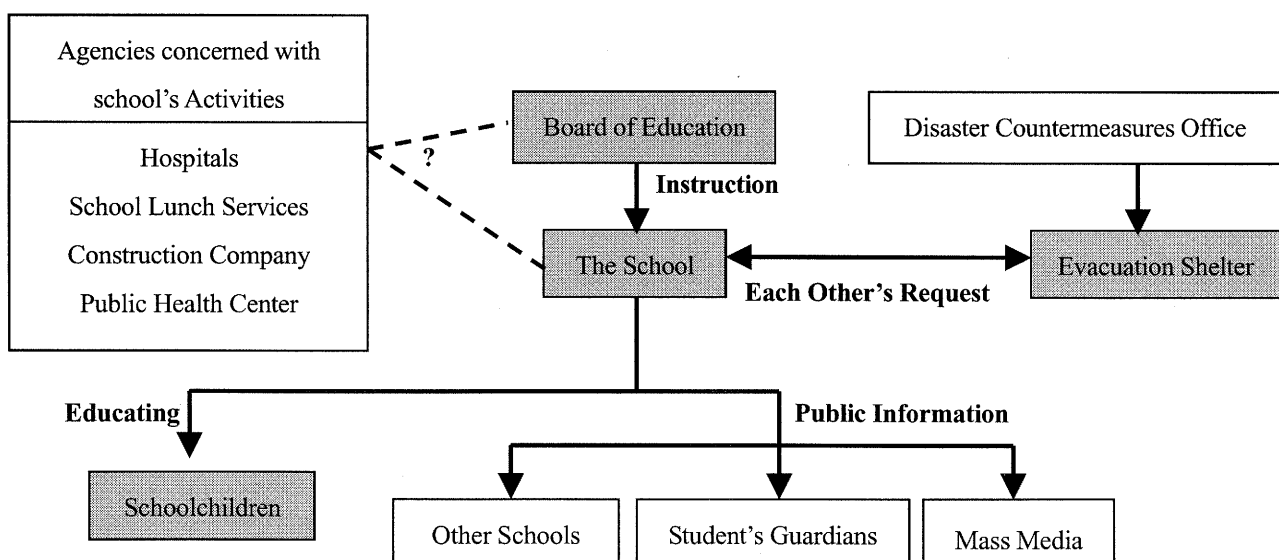 Agencies concerned with
school's Activities
Hospitals
School Lunch Services
Construction Company
Public Health Center
?
Board of Education
Disaster Countermeasures Office
Instruction
The School
Each Other's Request
Evacuation Shelter
Educating
Public Information
Schoolchildren
Other Schools
Student's Guardians
Mass Media